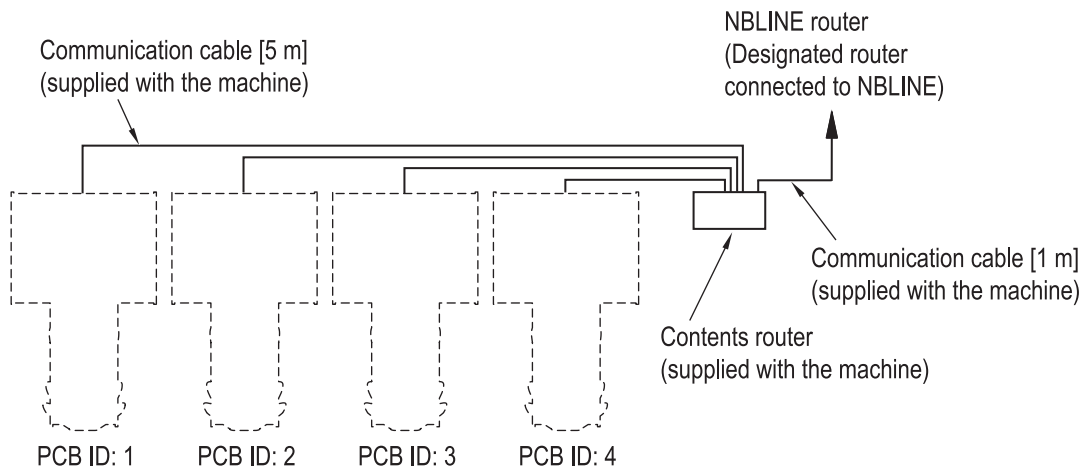 NBLINE router
(Designated router
connected to NBLINE)
Communication cable [5 m]
(supplied with the machine)
Communication cable [1 m]
(supplied with the machine)
Contents router
(supplied with the machine)
PCB ID: 1
PCB ID: 2
PCB ID: 3
PCB ID: 4